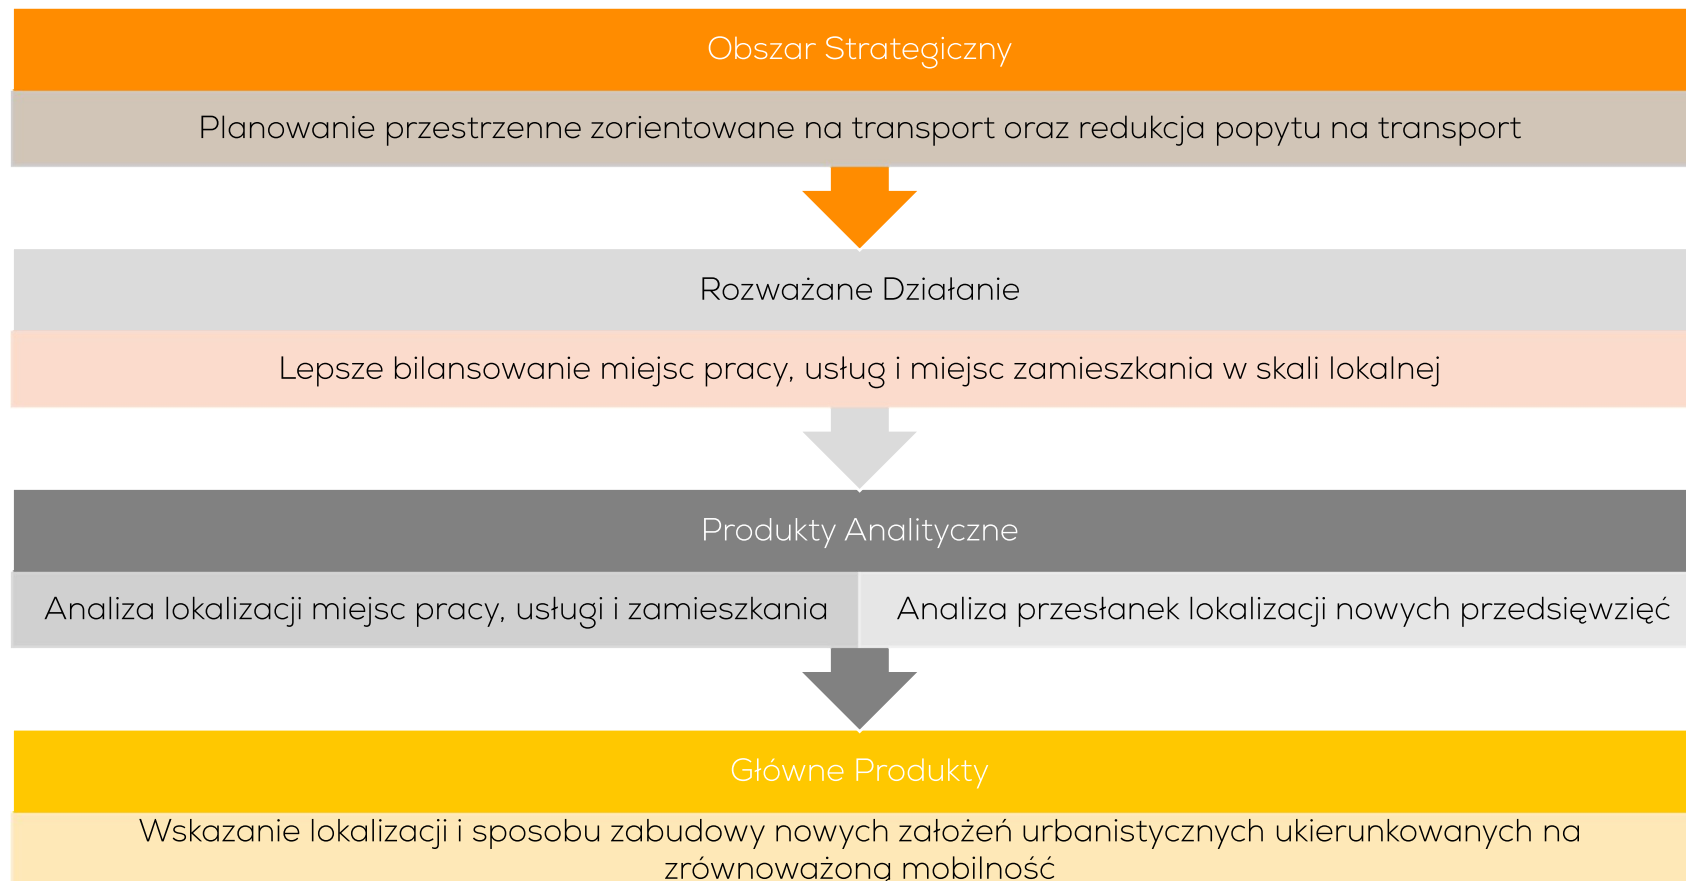 Obszar Strategiczny
Planowanie przestrzenne zorientowane na transport oraz redukcja popytu na transport
Rozważane Działanie
Lepsze bilansowanie miejsc pracy, usług i miejsc zamieszkania w skali lokalnej
Produkty Analityczne
Analiza lokalizacji miejsc pracy, usługi i zamieszkania
Analiza przesłanek lokalizacji nowych przedsięwzięć
Główne Produkty
Wskazanie lokalizacji i sposobu zabudowy nowych założeń urbanistycznych ukierunkowanych na
zrównoważoną mobilność